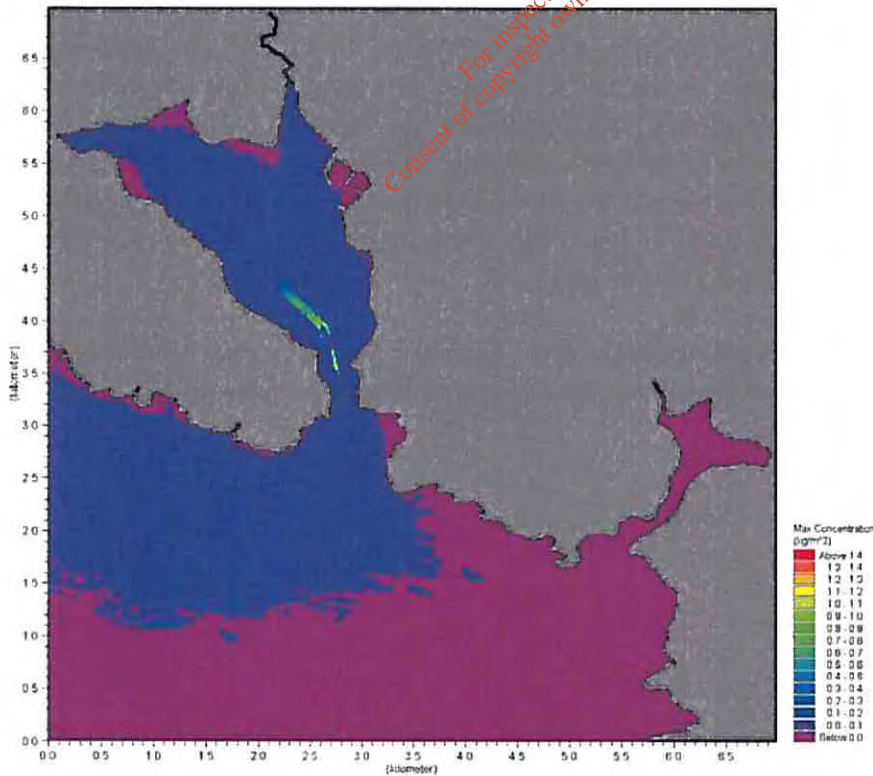 For inspec
Consent of copyright own
6.5
6.0
5.5
5.0
4.5
4.0
3.5
3.0
2.5
2.0
1.5
1.0
0.5
0.0
(kilometer)
0.0 0.5 1.0 1.5 2.0 2.5 3.0 3.5 4.0 4.5 5.0 5.5 6.0 6.5
(kilometer)
Max Concentration
Above 1.4
1.3 - 1.4
1.2 - 1.3
1.1 - 1.2
1.0 - 1.1
0.9 - 1.0
0.8 - 0.9
0.7 - 0.8
0.6 - 0.7
0.5 - 0.6
0.4 - 0.5
0.3 - 0.4
0.2 - 0.3
0.1 - 0.2
0.0 - 0.1
Below 0.0